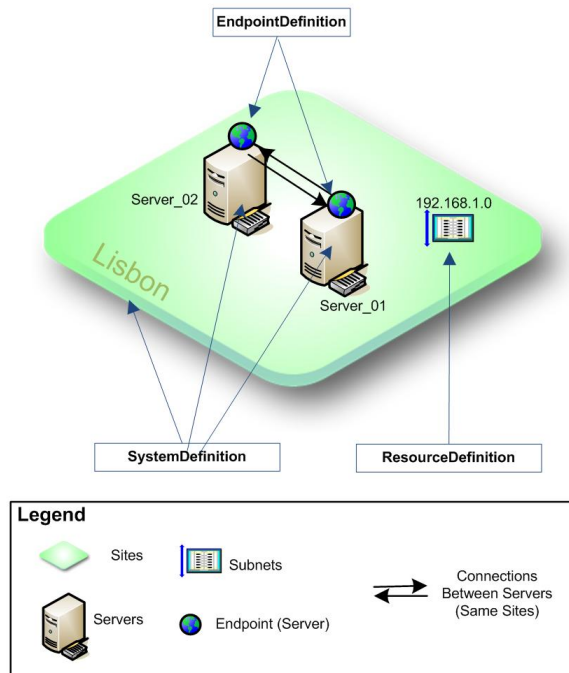 EndpointDefinition
Server_02
192.168.1.0
Lisbon
Server_01
SystemDefinition
ResourceDefinition
Legend
Sites
Subnets
Connections
Between Servers
(Same Sites)
Servers
Endpoint (Server)